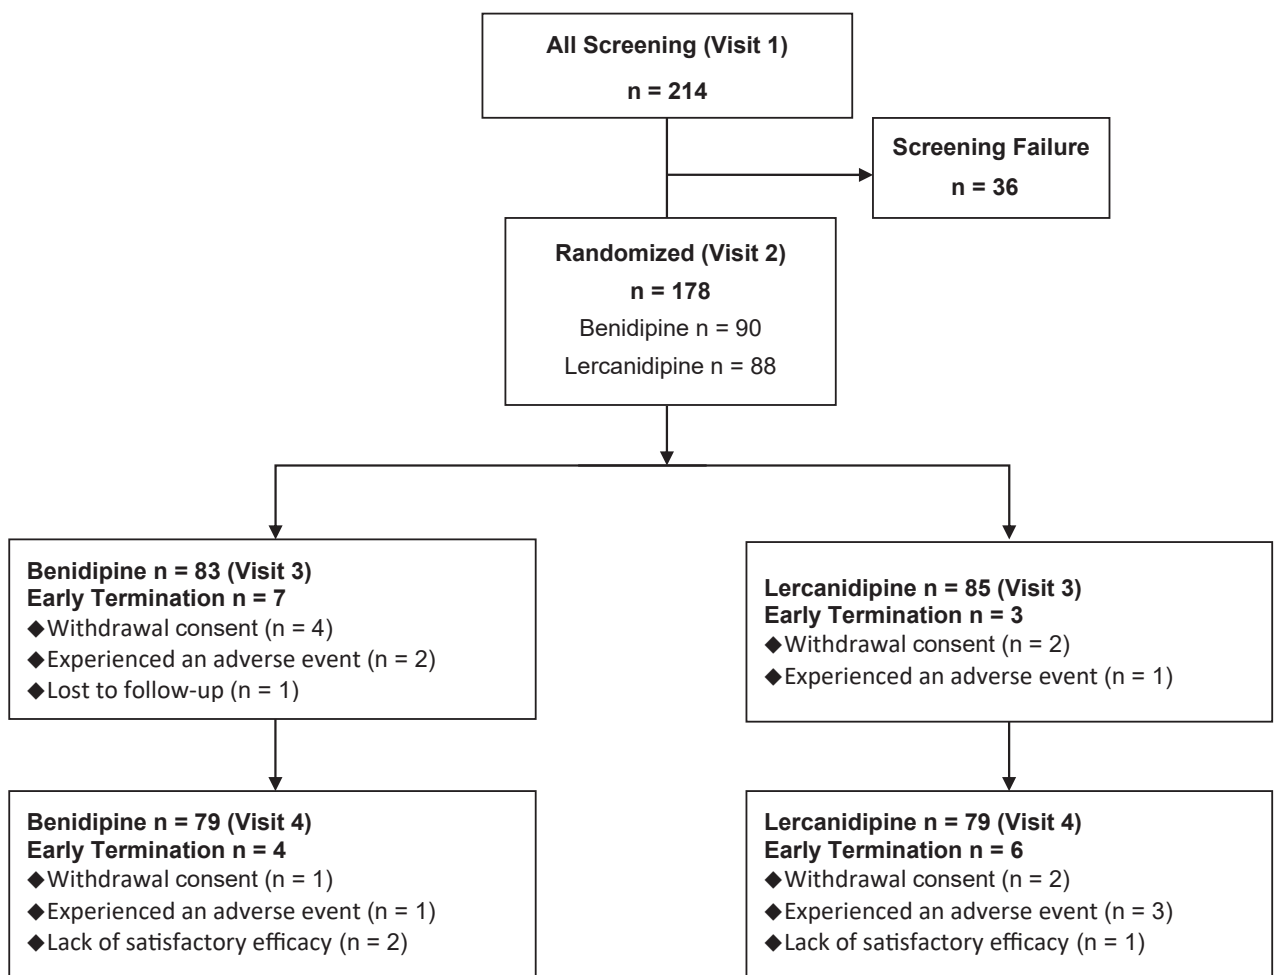 All Screening (Visit 1)
n = 214
Screening Failure
n = 36
Randomized (Visit 2)
n = 178
Benidipine n = 90
Lercanidipine n = 88
Benidipine n = 83 (Visit 3)
Early Termination n = 7
◆Withdrawal consent (n = 4)
◆Experienced an adverse event (n = 2)
◆Lost to follow-up (n = 1)
Lercanidipine n = 85 (Visit 3)
Early Termination n = 3
◆Withdrawal consent (n = 2)
◆Experienced an adverse event (n = 1)
Benidipine n = 79 (Visit 4)
Early Termination n = 4
◆Withdrawal consent (n = 1)
◆Experienced an adverse event (n = 1)
◆Lack of satisfactory efficacy (n = 2)
Lercanidipine n = 79 (Visit 4)
Early Termination n = 6
◆Withdrawal consent (n = 2)
◆Experienced an adverse event (n = 3)
◆Lack of satisfactory efficacy (n = 1)